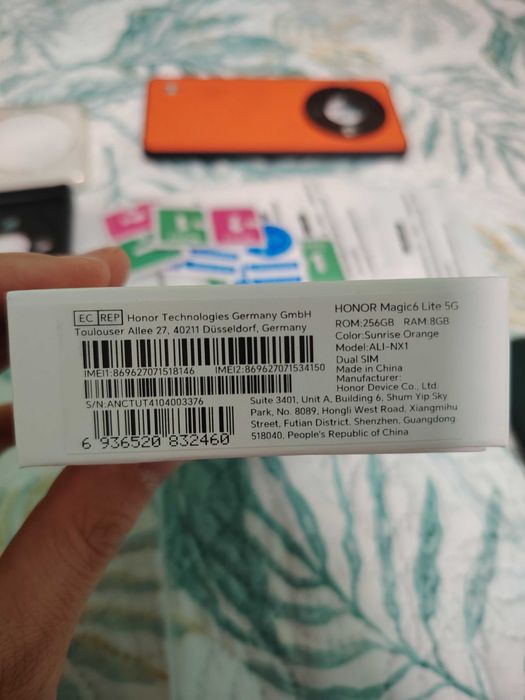 EC REP Honor Technologies Germany GmbH
Toulouser Allee 27, 40211 Düsseldorf, Germany
IMEI1:869627071518146 IMEI2:869627071534150
S/N:ANCTUT4104003376
6 936520 832460
HONOR Magic6 Lite 5G
ROM:256GB RAM:8GB
Color:Sunrise Orange
Model:ALI-NX1
Dual SIM
Made in China
Manufacturer:
Honor Device Co., Ltd.
Suite 3401, Unit A, Building 6, Shum Yip Sky
Park, No. 8089, Hongli West Road, Xiangmihu
Street, Futian District, Shenzhen, Guangdong
518040, People's Republic of China